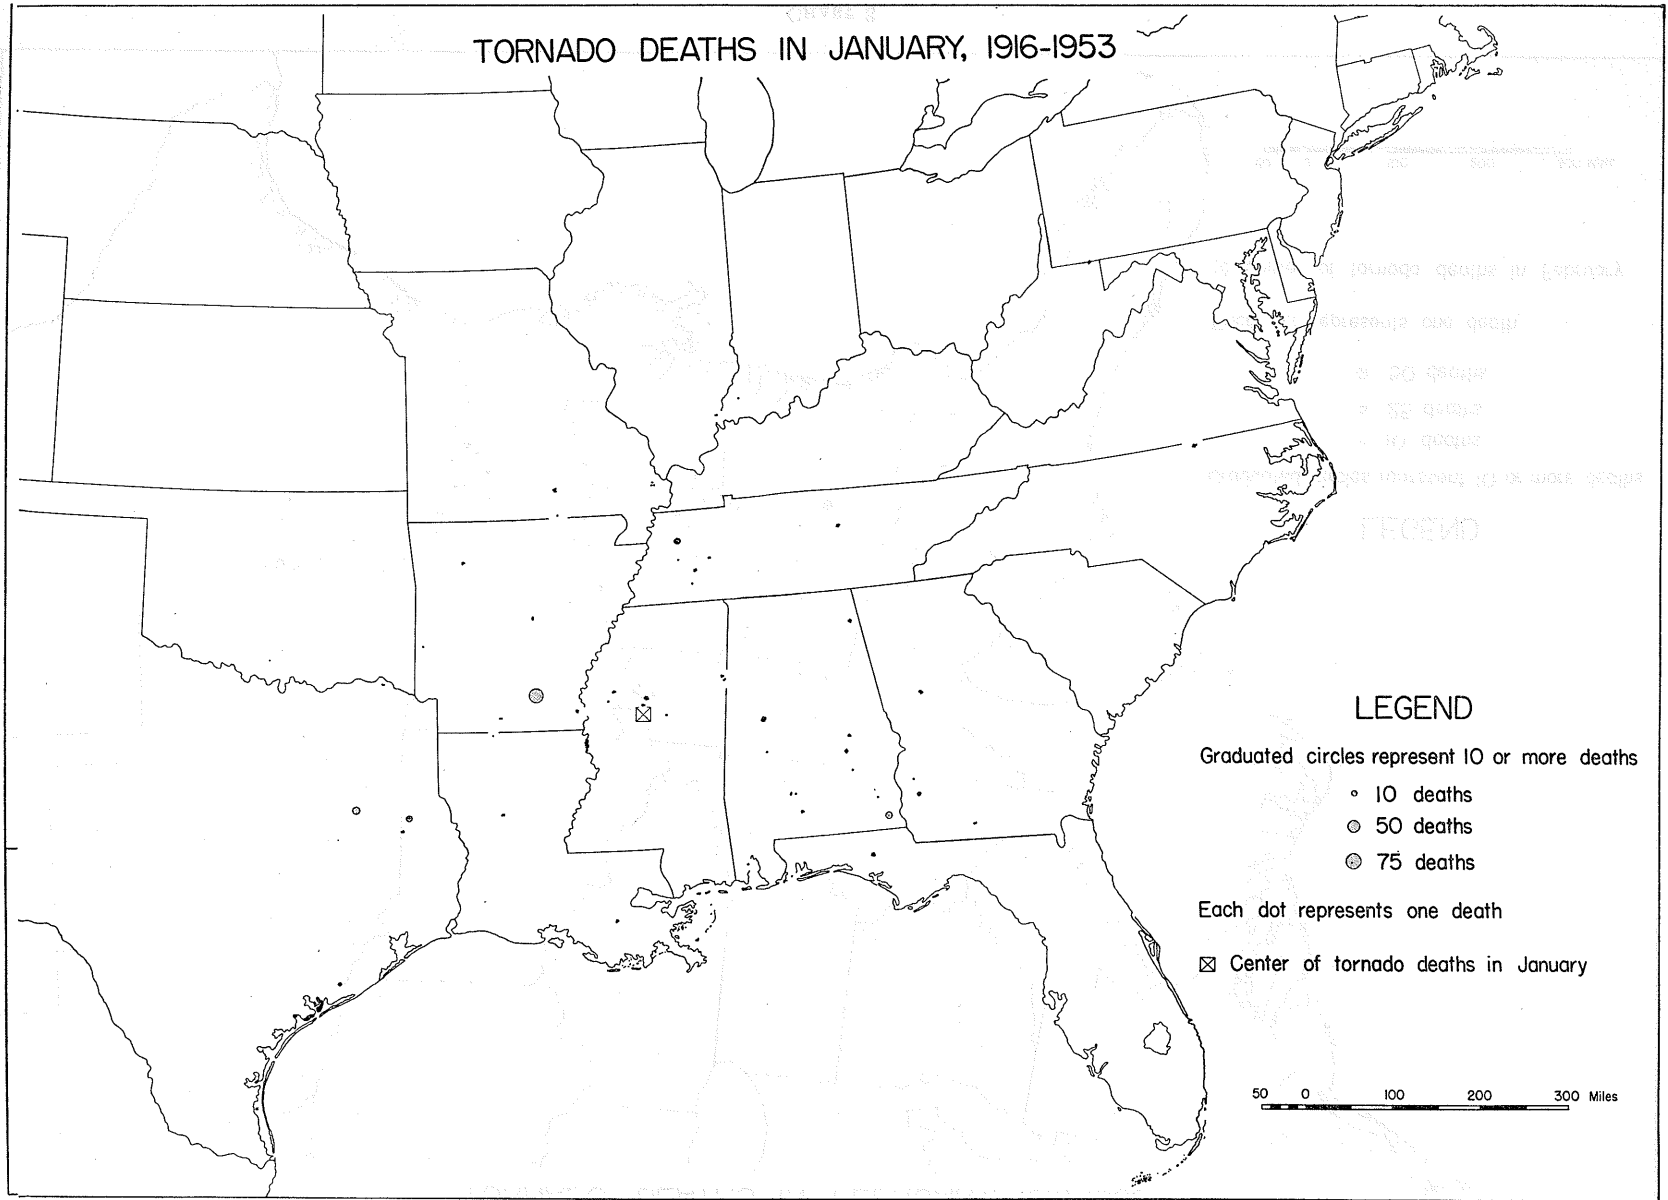 TORNADO DEATHS IN JANUARY, 1916-1953
LEGEND
Graduated circles represent 10 or more deaths
10 deaths
50 deaths
75 deaths
Each dot represents one death
Center of tornado deaths in January
50 0 100 200 300 Miles